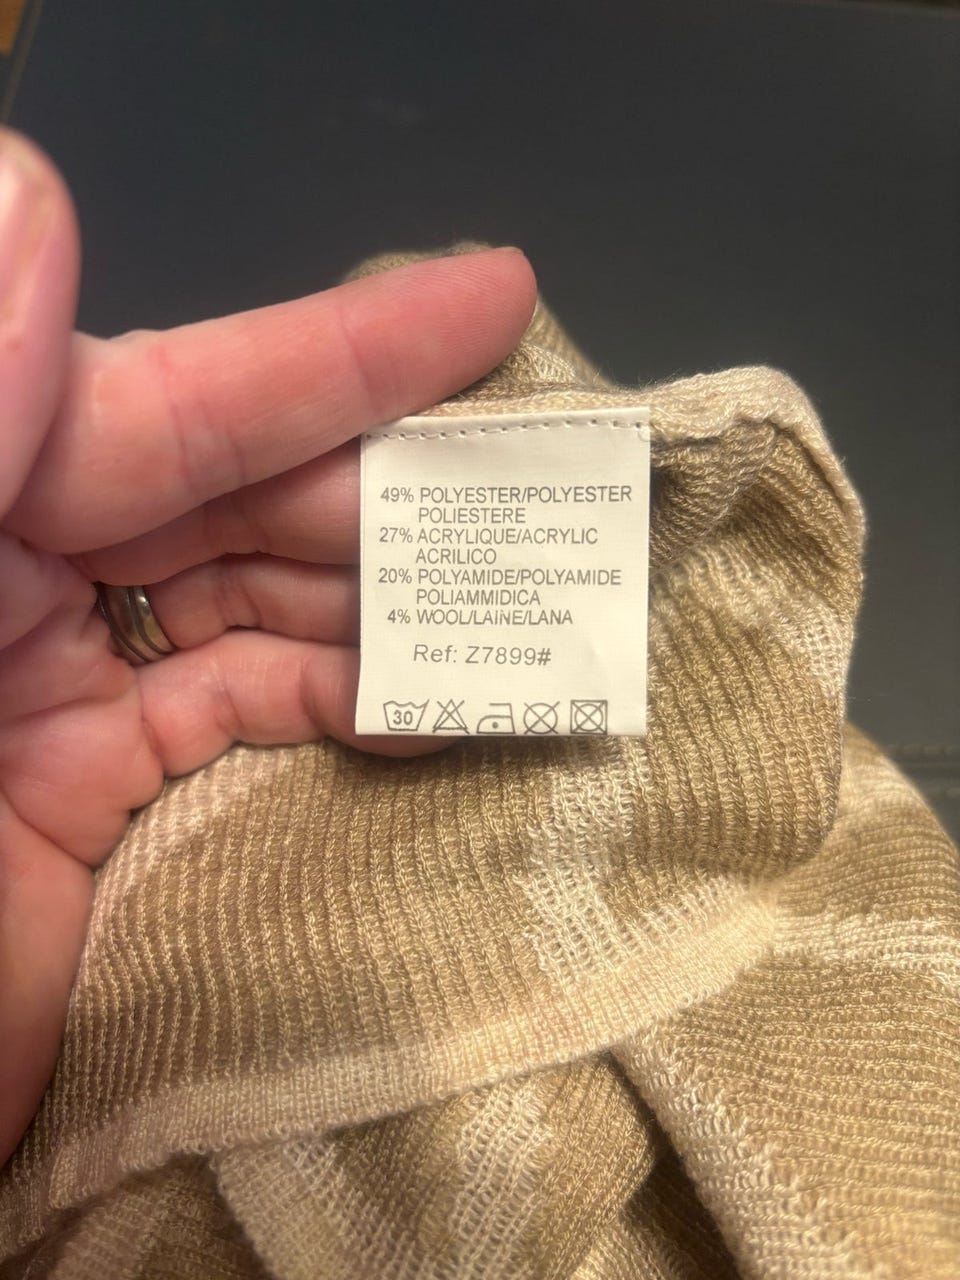 49% POLYESTER/POLYESTER
POLIESTERE
27% ACRYLIQUE/ACRYLIC
ACRILICO
20% POLYAMIDE/POLYAMIDE
POLIAMMIDICA
4% WOOL/LAINE/LANA
Ref: Z7899#
30